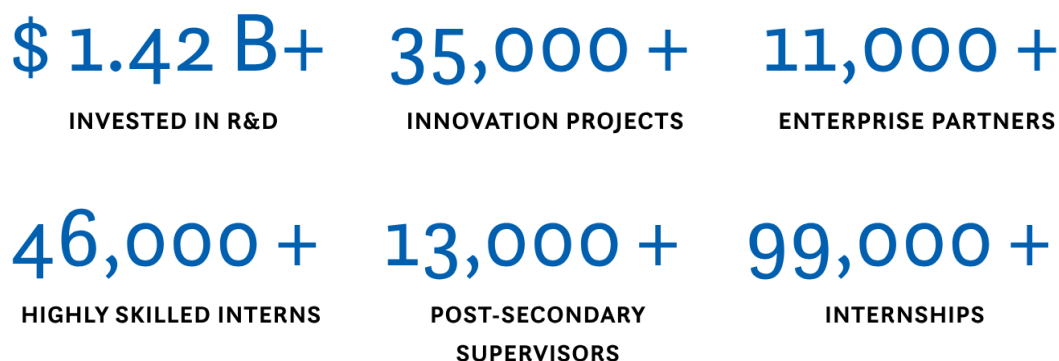 $ 1.42 B+ 35,000 + 11,000 +
INVESTED IN R&D INNOVATION PROJECTS ENTERPRISE PARTNERS
46,000 + 13,000 + 99,000 +
HIGHLY SKILLED INTERNS POST-SECONDARY INTERNSHIPS
SUPERVISORS